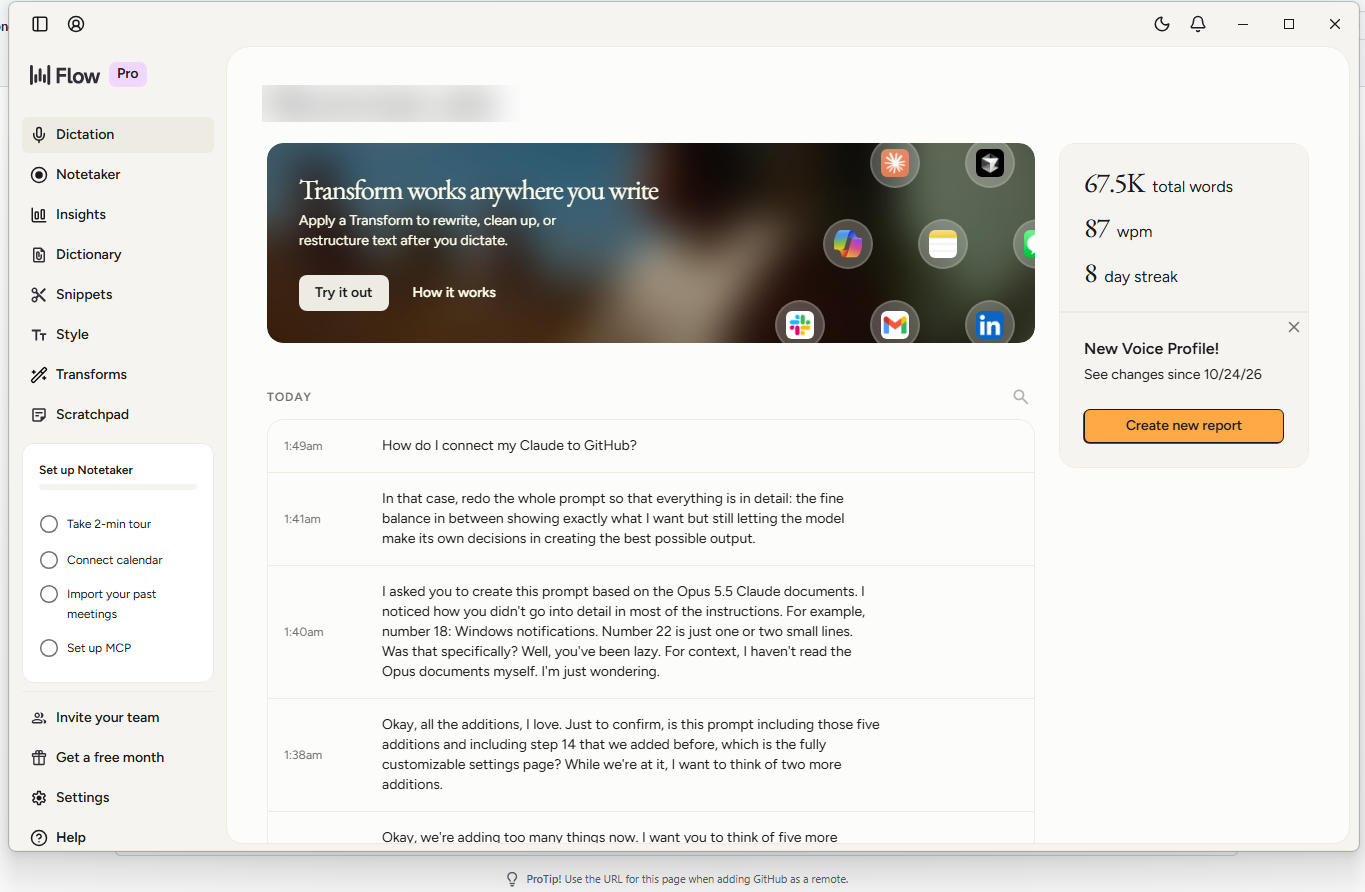 on
Flow Pro
Dictation
Notetaker
Insights
Dictionary
Snippets
Style
Transforms
Scratchpad
Set up Notetaker
Take 2-min tour
Connect calendar
Import your past
meetings
Set up MCP
Invite your team
Get a free month
Settings
Help
Transform works anywhere you write
Apply a Transform to rewrite, clean up, or
restructure text after you dictate.
Try it out
How it works
in
67.5K total words
87 wpm
8 day streak
New Voice Profile!
See changes since 10/24/26
Create new report
TODAY
1:49am
How do I connect my Claude to GitHub?
1:41am
In that case, redo the whole prompt so that everything is in detail: the fine
balance in between showing exactly what I want but still letting the model
make its own decisions in creating the best possible output.
1:40am
I asked you to create this prompt based on the Opus 5.5 Claude documents. I
noticed how you didn't go into detail in most of the instructions. For example,
number 18: Windows notifications. Number 22 is just one or two small lines.
Was that specifically? Well, you've been lazy. For context, I haven't read the
Opus documents myself. I'm just wondering.
1:38am
Okay, all the additions, I love. Just to confirm, is this prompt including those five
additions and including step 14 that we added before, which is the fully
customizable settings page? While we're at it, I want to think of two more
additions.
Okay, we're adding too many things now. I want you to think of five more
ProTip! Use the URL for this page when adding GitHub as a remote.